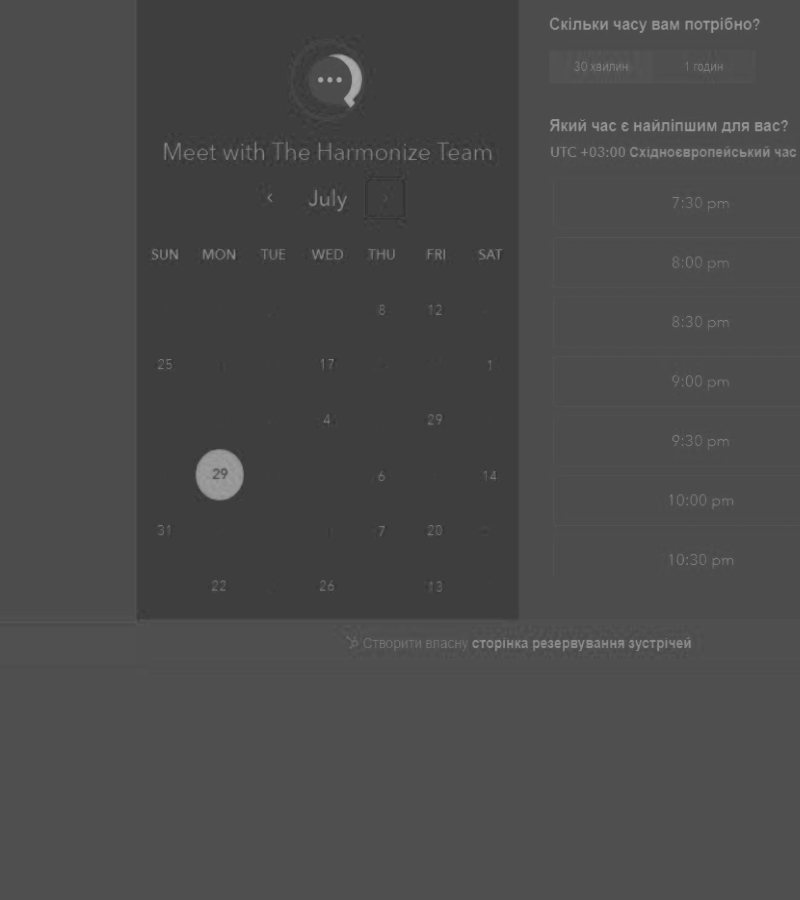 Meet with The Harmonize Team
July
SUN MON TUE WED THU FRI SAT
8 12
25 17 1
4 29
29 6 14
31 7 20
22 26 13
Скільки часу вам потрібно?
30 хвилин 1 годин
Який час є найліпшим для вас?
UTC +03:00 Східноєвропейський час
7:30 pm
8:00 pm
8:30 pm
9:00 pm
9:30 pm
10:00 pm
10:30 pm
Створити власну сторінка резервування зустрічей